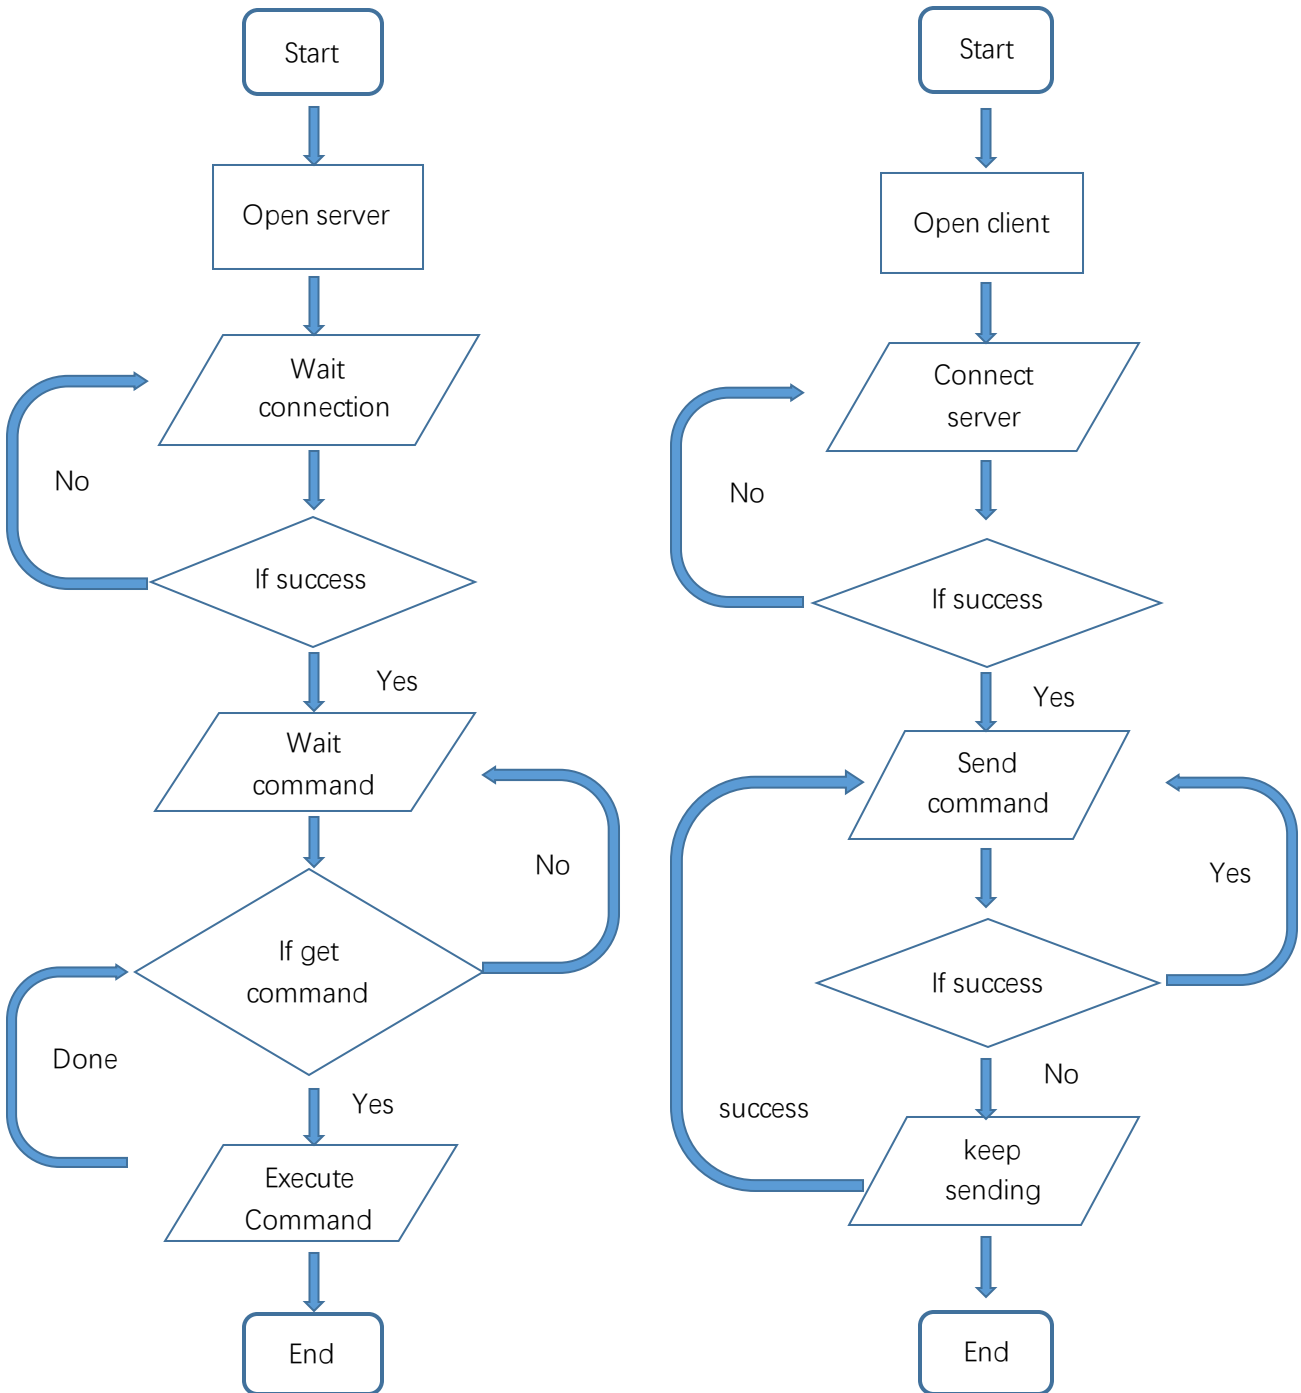 Start
Open server
Wait
connection
No
If success
Yes
Wait
command
No
If get
command
Done
Yes
Execute
Command
End
Start
Open client
Connect
server
No
If success
Yes
Send
command
Yes
If success
No
success
keep
sending
End